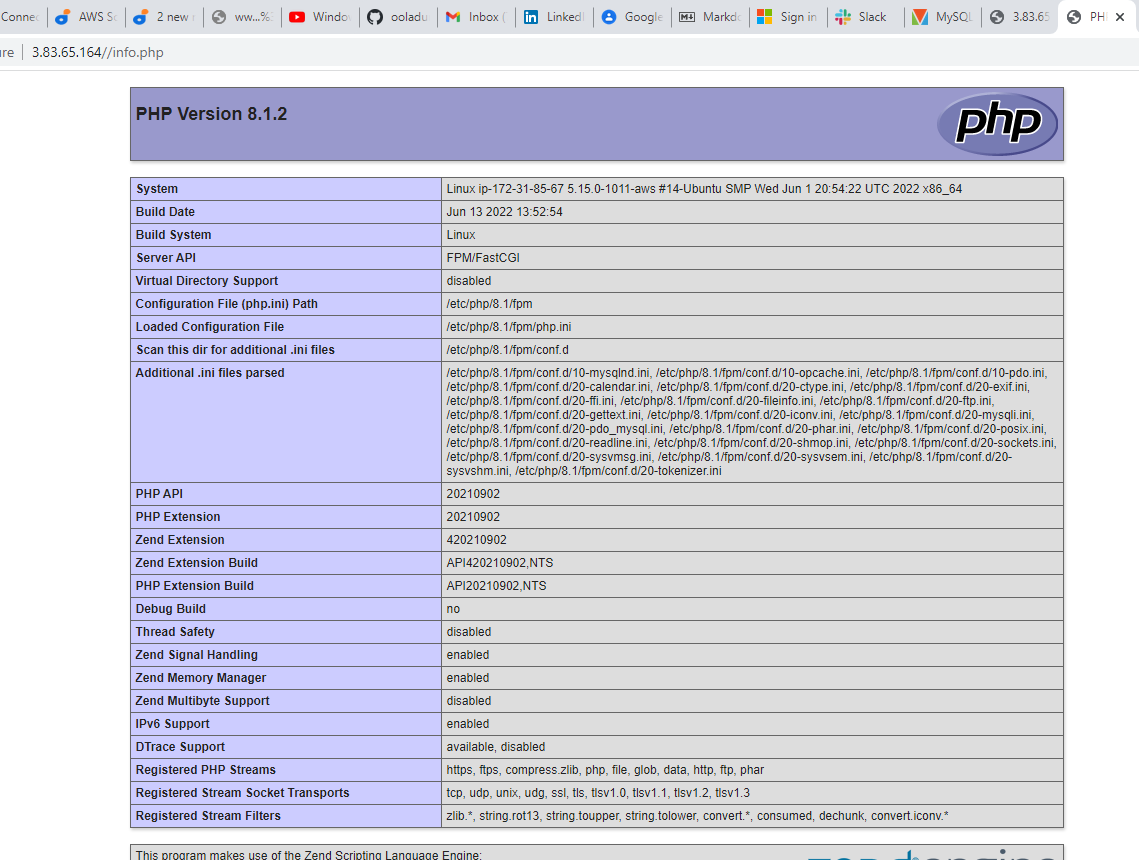 Connec AWS So 2 new ww...%3 Windo ooladu Inbox ( Linked Google Markdo Sign in Slack MySQL 3.83.65 PH
re 3.83.65.164//info.php
PHP Version 8.1.2 php
System Linux ip-172-31-85-67 5.15.0-1011-aws #14-Ubuntu SMP Wed Jun 1 20:54:22 UTC 2022 x86_64
Build Date Jun 13 2022 13:52:54
Build System Linux
Server API FPM/FastCGI
Virtual Directory Support disabled
Configuration File (php.ini) Path /etc/php/8.1/fpm
Loaded Configuration File /etc/php/8.1/fpm/php.ini
Scan this dir for additional .ini files /etc/php/8.1/fpm/conf.d
Additional .ini files parsed /etc/php/8.1/fpm/conf.d/10-mysqlnd.ini, /etc/php/8.1/fpm/conf.d/10-opcache.ini, /etc/php/8.1/fpm/conf.d/10-pdo.ini,
/etc/php/8.1/fpm/conf.d/20-calendar.ini, /etc/php/8.1/fpm/conf.d/20-ctype.ini, /etc/php/8.1/fpm/conf.d/20-exif.ini,
/etc/php/8.1/fpm/conf.d/20-ffi.ini, /etc/php/8.1/fpm/conf.d/20-fileinfo.ini, /etc/php/8.1/fpm/conf.d/20-ftp.ini,
/etc/php/8.1/fpm/conf.d/20-gettext.ini, /etc/php/8.1/fpm/conf.d/20-iconv.ini, /etc/php/8.1/fpm/conf.d/20-mysqli.ini,
/etc/php/8.1/fpm/conf.d/20-pdo_mysql.ini, /etc/php/8.1/fpm/conf.d/20-phar.ini, /etc/php/8.1/fpm/conf.d/20-posix.ini,
/etc/php/8.1/fpm/conf.d/20-readline.ini, /etc/php/8.1/fpm/conf.d/20-shmop.ini, /etc/php/8.1/fpm/conf.d/20-sockets.ini,
/etc/php/8.1/fpm/conf.d/20-sysvmsg.ini, /etc/php/8.1/fpm/conf.d/20-sysvsem.ini, /etc/php/8.1/fpm/conf.d/20-
sysvshm.ini, /etc/php/8.1/fpm/conf.d/20-tokenizer.ini
PHP API 20210902
PHP Extension 20210902
Zend Extension 420210902
Zend Extension Build API420210902,NTS
PHP Extension Build API20210902,NTS
Debug Build no
Thread Safety disabled
Zend Signal Handling enabled
Zend Memory Manager enabled
Zend Multibyte Support disabled
IPv6 Support enabled
DTrace Support available, disabled
Registered PHP Streams https, ftps, compress.zlib, php, file, glob, data, http, ftp, phar
Registered Stream Socket Transports tcp, udp, unix, udg, ssl, tls, tlsv1.0, tlsv1.1, tlsv1.2, tlsv1.3
Registered Stream Filters zlib.*, string.rot13, string.toupper, string.tolower, convert.*, consumed, dechunk, convert.iconv.*
This program makes use of the Zend Scripting Language Engine: